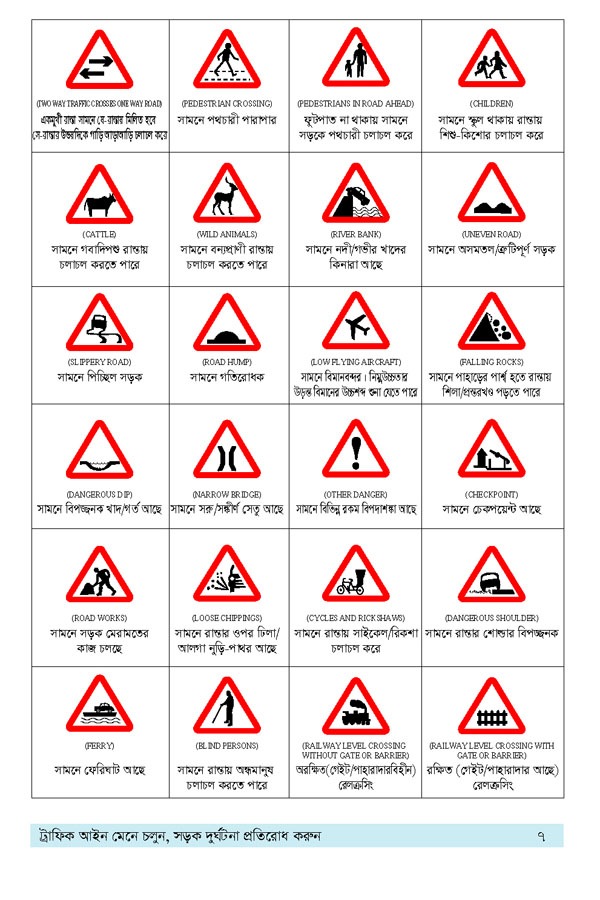 (TWO WAY TRAFFIC CROSSES ONE WAY ROAD)
একমুখী রাস্তা সামনে যে-রাস্তায় মিলিত হবে
সে-রাস্তার উভয়দিকে গাড়ি আড়াআড়ি চলাচল করে
(PEDESTRIAN CROSSING)
সামনে পথচারী পারাপার
(PEDESTRIANS IN ROAD AHEAD)
ফুটপাত না থাকায় সামনে
সড়কে পথচারী চলাচল করে
(CHILDREN)
সামনে স্কুল থাকায় রাস্তায়
শিশু-কিশোর চলাচল করে
(CATTLE)
সামনে গবাদিপশু রাস্তায়
চলাচল করতে পারে
(WILD ANIMALS)
সামনে বন্যপ্রাণী রাস্তায়
চলাচল করতে পারে
(RIVER BANK)
সামনে নদী/গভীর খাদের
কিনারা আছে
(UNEVEN ROAD)
সামনে অসমতল/ত্রুটিপূর্ণ সড়ক
(SLIPPERY ROAD)
সামনে পিচ্ছিল সড়ক
(ROAD HUMP)
সামনে গতিরোধক
(LOW FLYING AIRCRAFT)
সামনে বিমানবন্দর। নিম্নউচ্চতার
উড়ন্ত বিমানের উচ্চশব্দ শুনা যেতে পারে
(FALLING ROCKS)
সামনে পাহাড়ের পার্শ্ব হতে রাস্তায়
শিলা/প্রস্তরখণ্ড পড়তে পারে
(DANGEROUS DIP)
সামনে বিপজ্জনক খাদ/গর্ত আছে
(NARROW BRIDGE)
সামনে সরু/সঙ্কীর্ণ সেতু আছে
(OTHER DANGER)
সামনে বিভিন্ন রকম বিপদাশঙ্কা আছে
(CHECKPOINT)
সামনে চেকপয়েন্ট আছে
(ROAD WORKS)
সামনে সড়ক মেরামতের
কাজ চলছে
(LOOSE CHIPPINGS)
সামনে রাস্তার ওপর ঢিলা/
আলগা নুড়ি-পাথর আছে
(CYCLES AND RICKSHAWS)
সামনে রাস্তায় সাইকেল/রিকশা
চলাচল করে
(DANGEROUS SHOULDER)
সামনে রাস্তার শোল্ডার বিপজ্জনক
(FERRY)
সামনে ফেরিঘাট আছে
(BLIND PERSONS)
সামনে রাস্তায় অন্ধমানুষ
চলাচল করতে পারে
(RAILWAY LEVEL CROSSING
WITHOUT GATE OR BARRIER)
অরক্ষিত(গেইট/পাহারাদারবিহীন)
রেলক্রসিং
(RAILWAY LEVEL CROSSING WITH
GATE OR BARRIER)
রক্ষিত (গেইট/পাহারাদার আছে)
রেলক্রসিং
ট্রাফিক আইন মেনে চলুন, সড়ক দুর্ঘটনা প্রতিরোধ করুন
৭